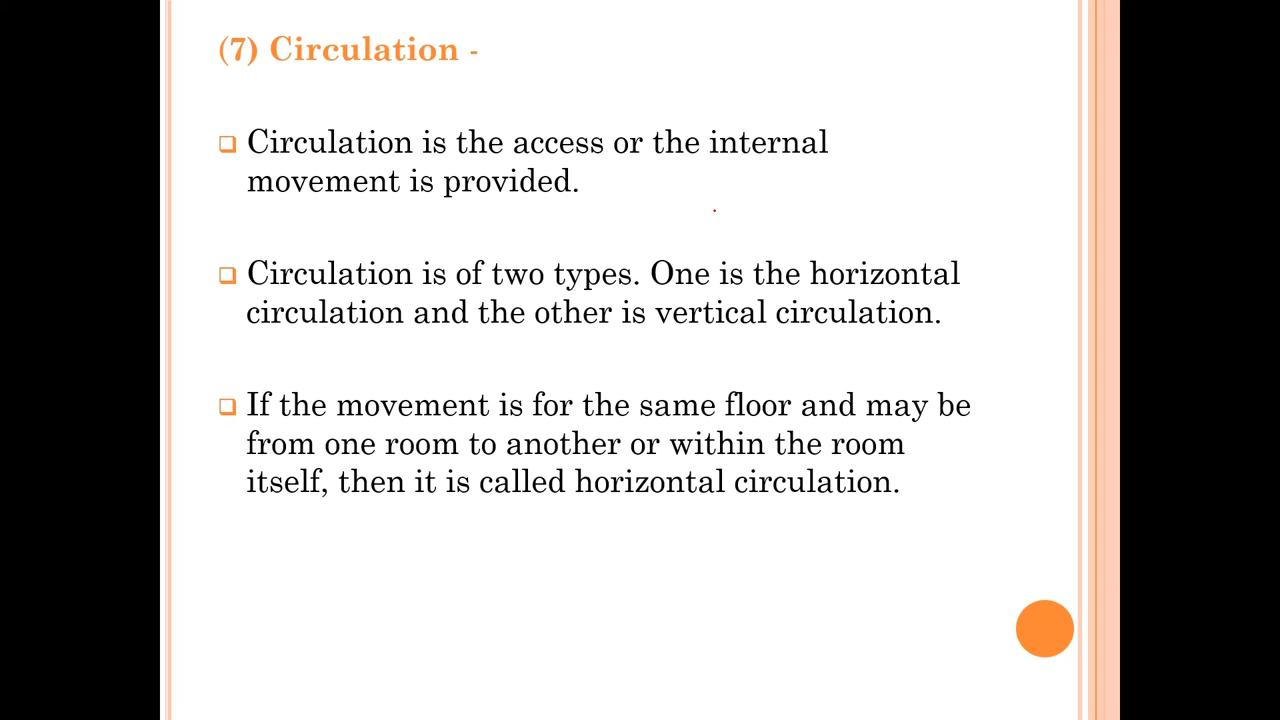 (7) Circulation -
Circulation is the access or the internal
movement is provided.
Circulation is of two types. One is the horizontal
circulation and the other is vertical circulation.
If the movement is for the same floor and may be
from one room to another or within the room
itself, then it is called horizontal circulation.